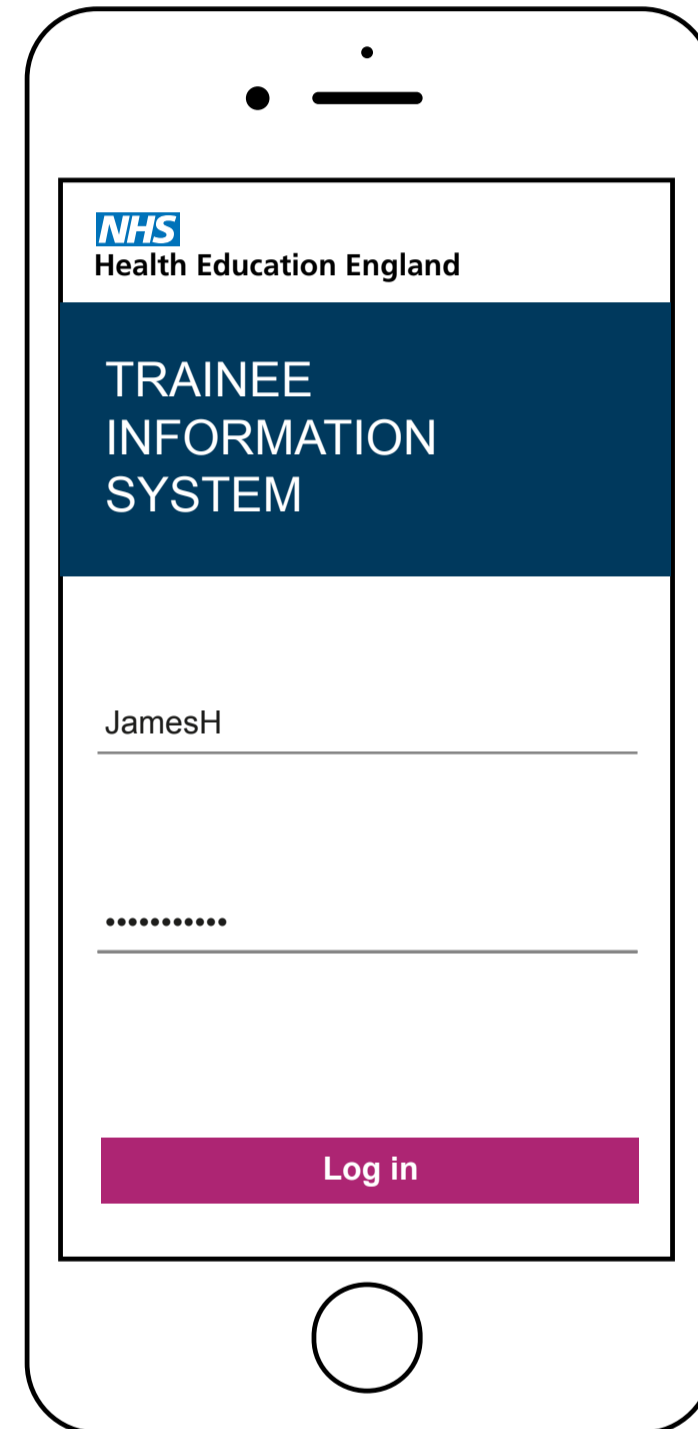 NHS
Health Education England
TRAINEE
INFORMATION
SYSTEM
JamesH
•••••••••••
Log in